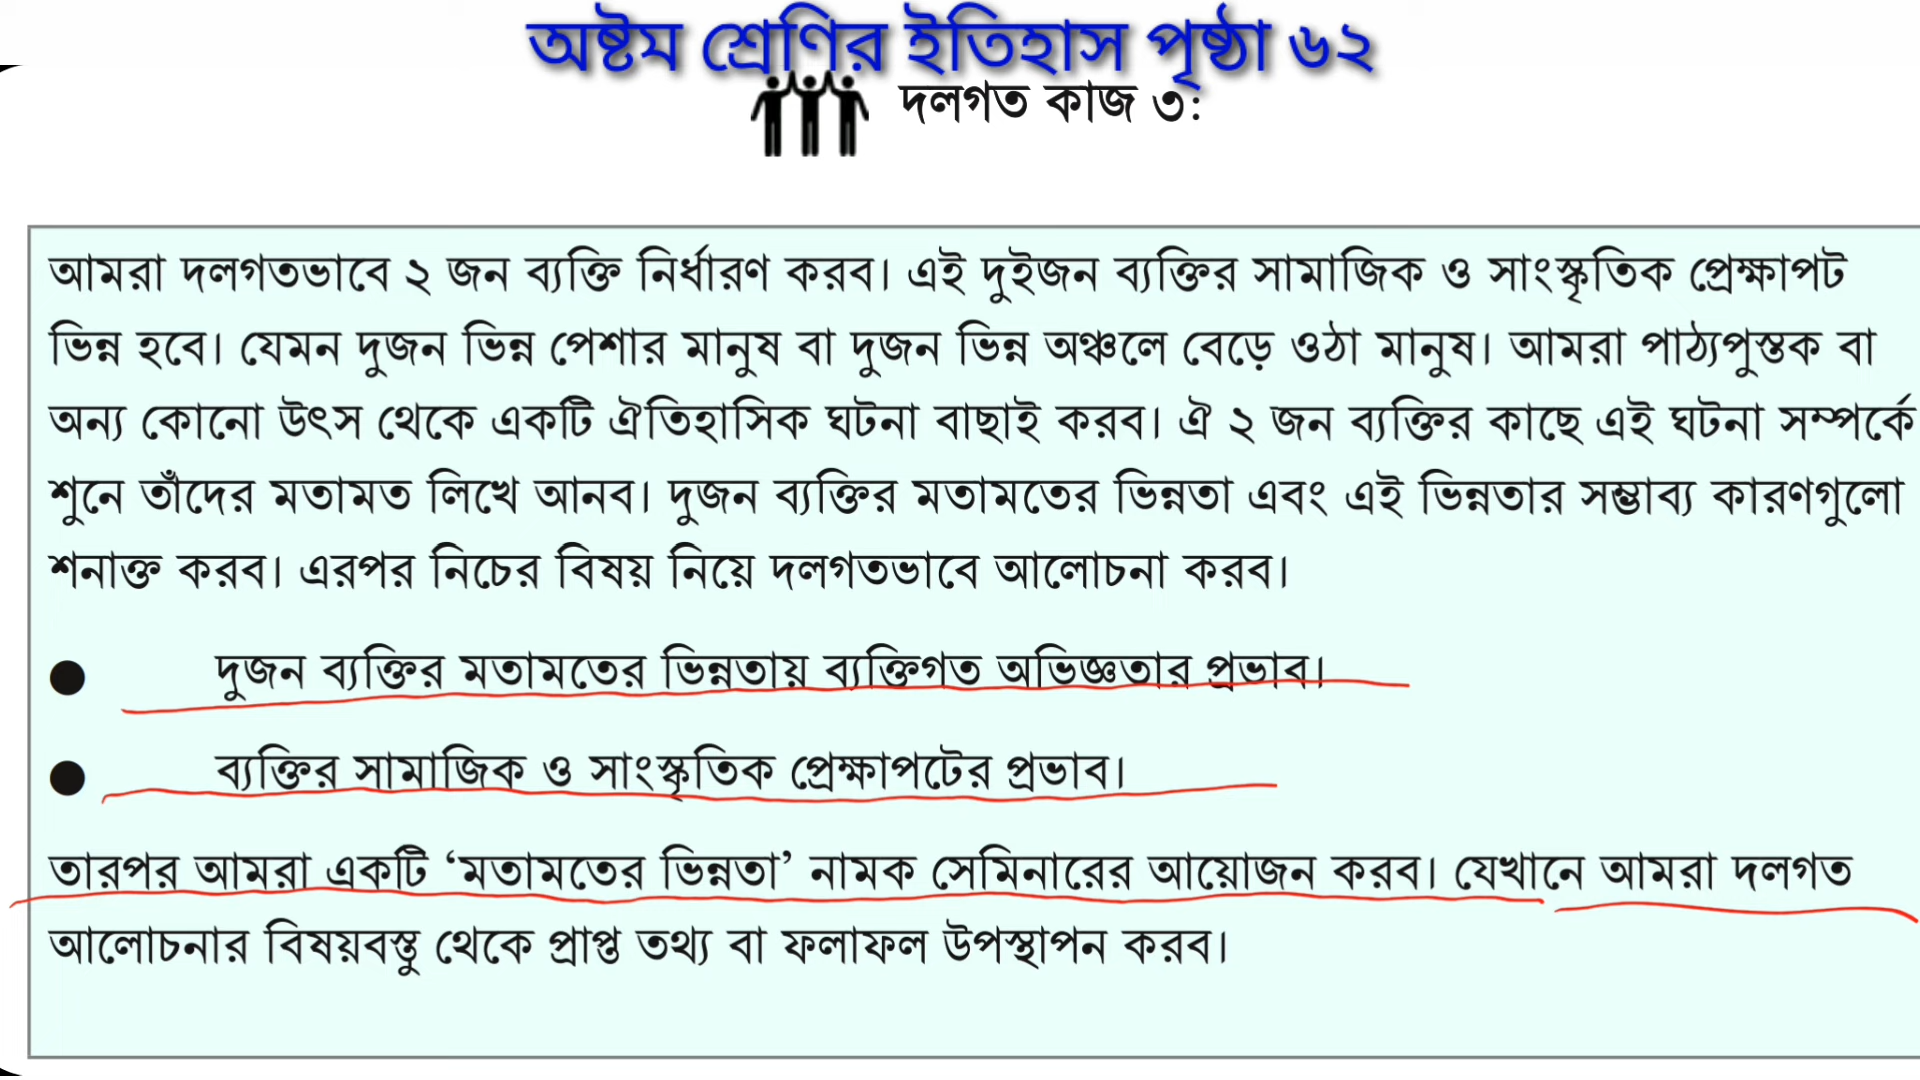 অষ্টম শ্রেণির ইতিহাস পৃষ্ঠা ৬২
দলগত কাজ ৩:
আমরা দলগতভাবে ২ জন ব্যক্তি নির্ধারণ করব। এই দুইজন ব্যক্তির সামাজিক ও সাংস্কৃতিক প্রেক্ষাপট
ভিন্ন হবে। যেমন দুজন ভিন্ন পেশার মানুষ বা দুজন ভিন্ন অঞ্চলে বেড়ে ওঠা মানুষ। আমরা পাঠ্যপুস্তক বা
অন্য কোনো উৎস থেকে একটি ঐতিহাসিক ঘটনা বাছাই করব। ঐ ২ জন ব্যক্তির কাছে এই ঘটনা সম্পর্কে
শুনে তাঁদের মতামত লিখে আনব। দুজন ব্যক্তির মতামতের ভিন্নতা এবং এই ভিন্নতার সম্ভাব্য কারণগুলো
শনাক্ত করব। এরপর নিচের বিষয় নিয়ে দলগতভাবে আলোচনা করব।
● দুজন ব্যক্তির মতামতের ভিন্নতায় ব্যক্তিগত অভিজ্ঞতার প্রভাব।
● ব্যক্তির সামাজিক ও সাংস্কৃতিক প্রেক্ষাপটের প্রভাব।
তারপর আমরা একটি ‘মতামতের ভিন্নতা’ নামক সেমিনারের আয়োজন করব। যেখানে আমরা দলগত
আলোচনার বিষয়বস্তু থেকে প্রাপ্ত তথ্য বা ফলাফল উপস্থাপন করব।